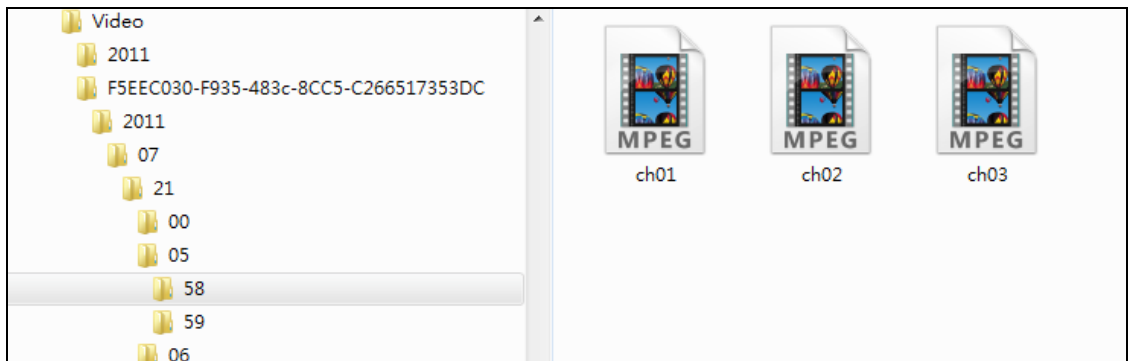 Video
2011
F5EEC030-F935-483c-8CC5-C266517353DC
2011
07
21
00
05
58
59
06
MPEG MPEG MPEG
ch01 ch02 ch03